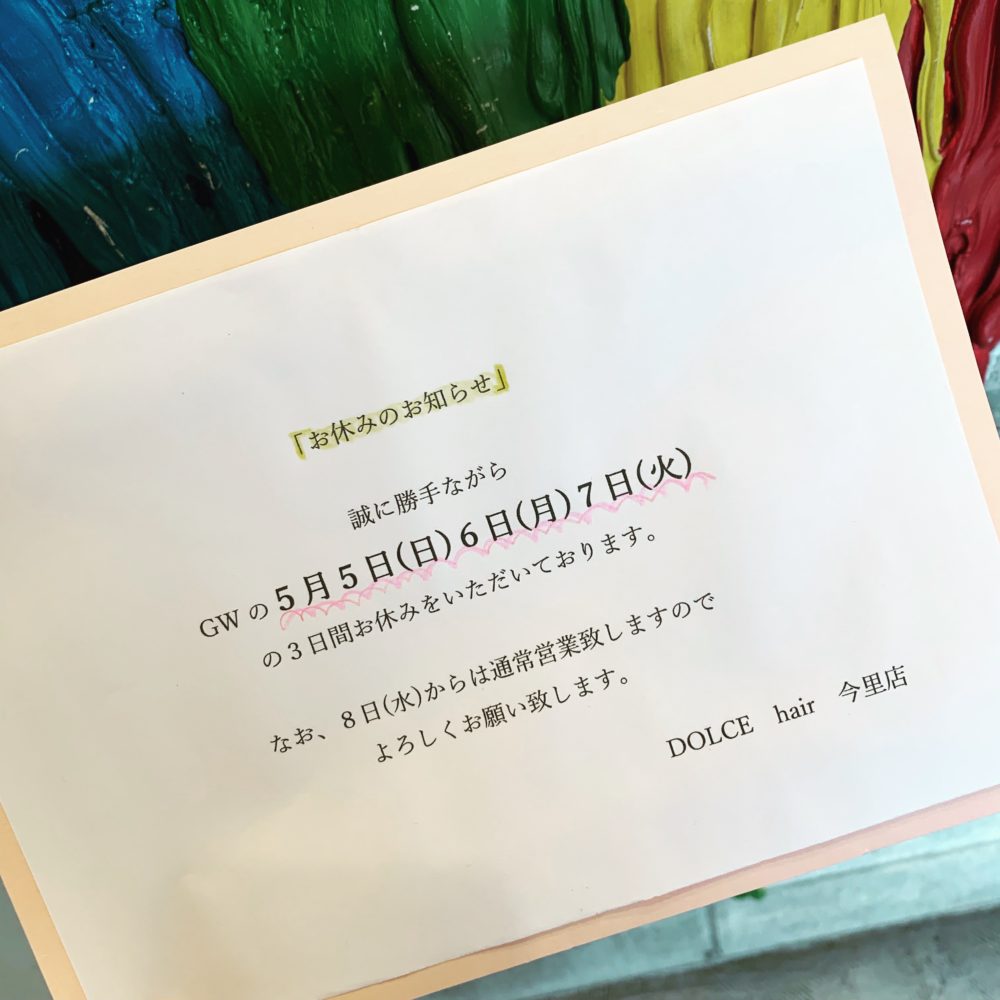 「お休みのお知らせ」
誠に勝手ながら
GWの5月5日(日)6日(月)7日(火)
の3日間お休みをいただいております。
なお、8日(水)からは通常営業致しますので
よろしくお願い致します。
DOLCE hair 今里店